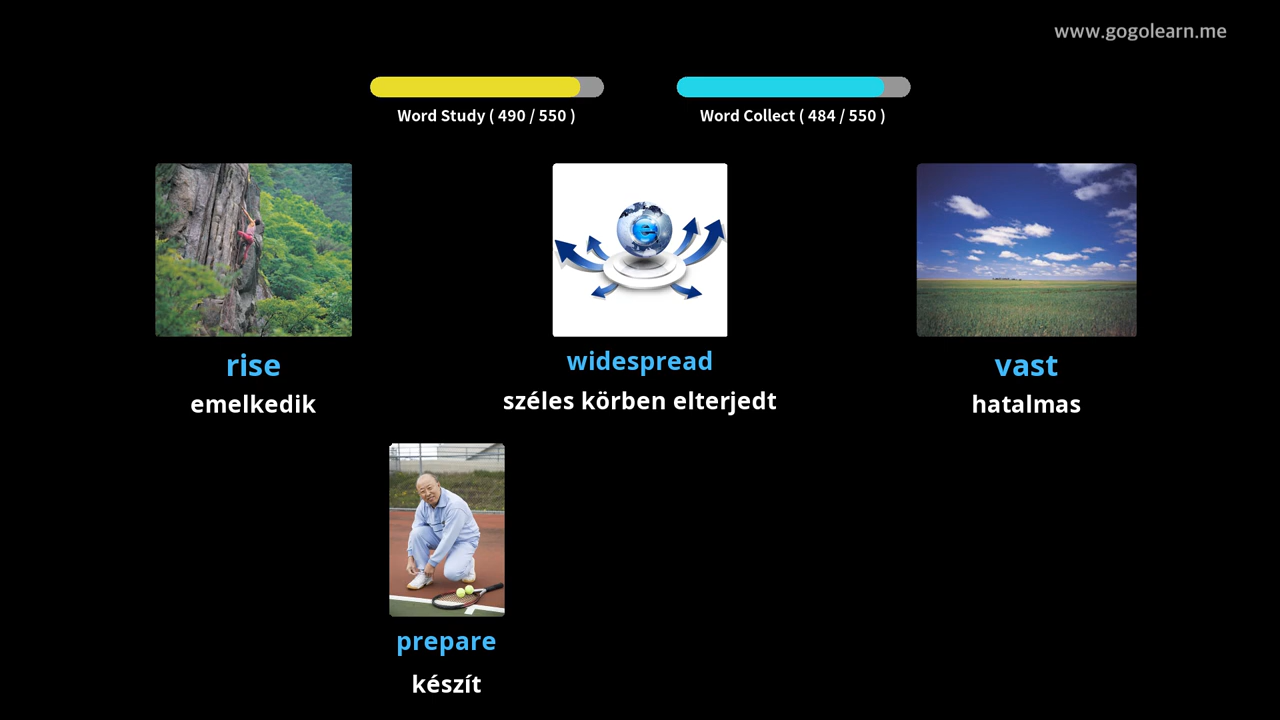 www.gogolearn.me
Word Study ( 490 / 550 )
Word Collect ( 484 / 550 )
e
rise
emelkedik
widespread
széles körben elterjedt
vast
hatalmas
prepare
készít